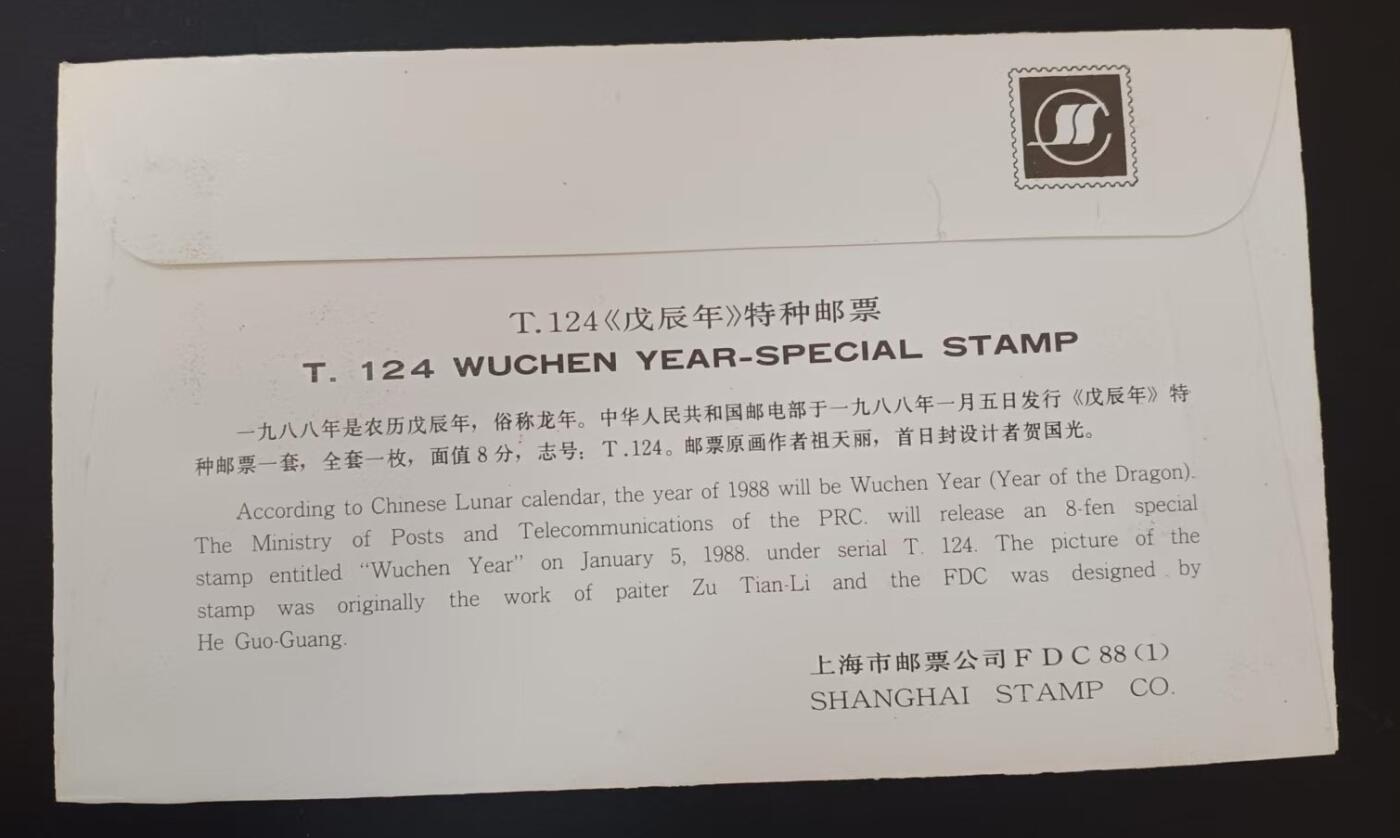 T.124《戊辰年》特种邮票
T. 124 WUCHEN YEAR-SPECIAL STAMP
一九八八年是农历戊辰年，俗称龙年。中华人民共和国邮电部于一九八八年一月五日发行《戊辰年》特
种邮票一套，全套一枚，面值8分，志号：T.124。邮票原画作者祖天丽，首日封设计者贺国光。
According to Chinese Lunar calendar, the year of 1988 will be Wuchen Year (Year of the Dragon).
The Ministry of Posts and Telecommunications of the PRC. will release an 8-fen special
stamp entitled “Wuchen Year” on January 5, 1988. under serial T. 124. The picture of the
stamp was originally the work of paiter Zu Tian-Li and the FDC was designed by
He Guo-Guang.
上海市邮票公司 F D C 88 (1)
SHANGHAI STAMP CO.